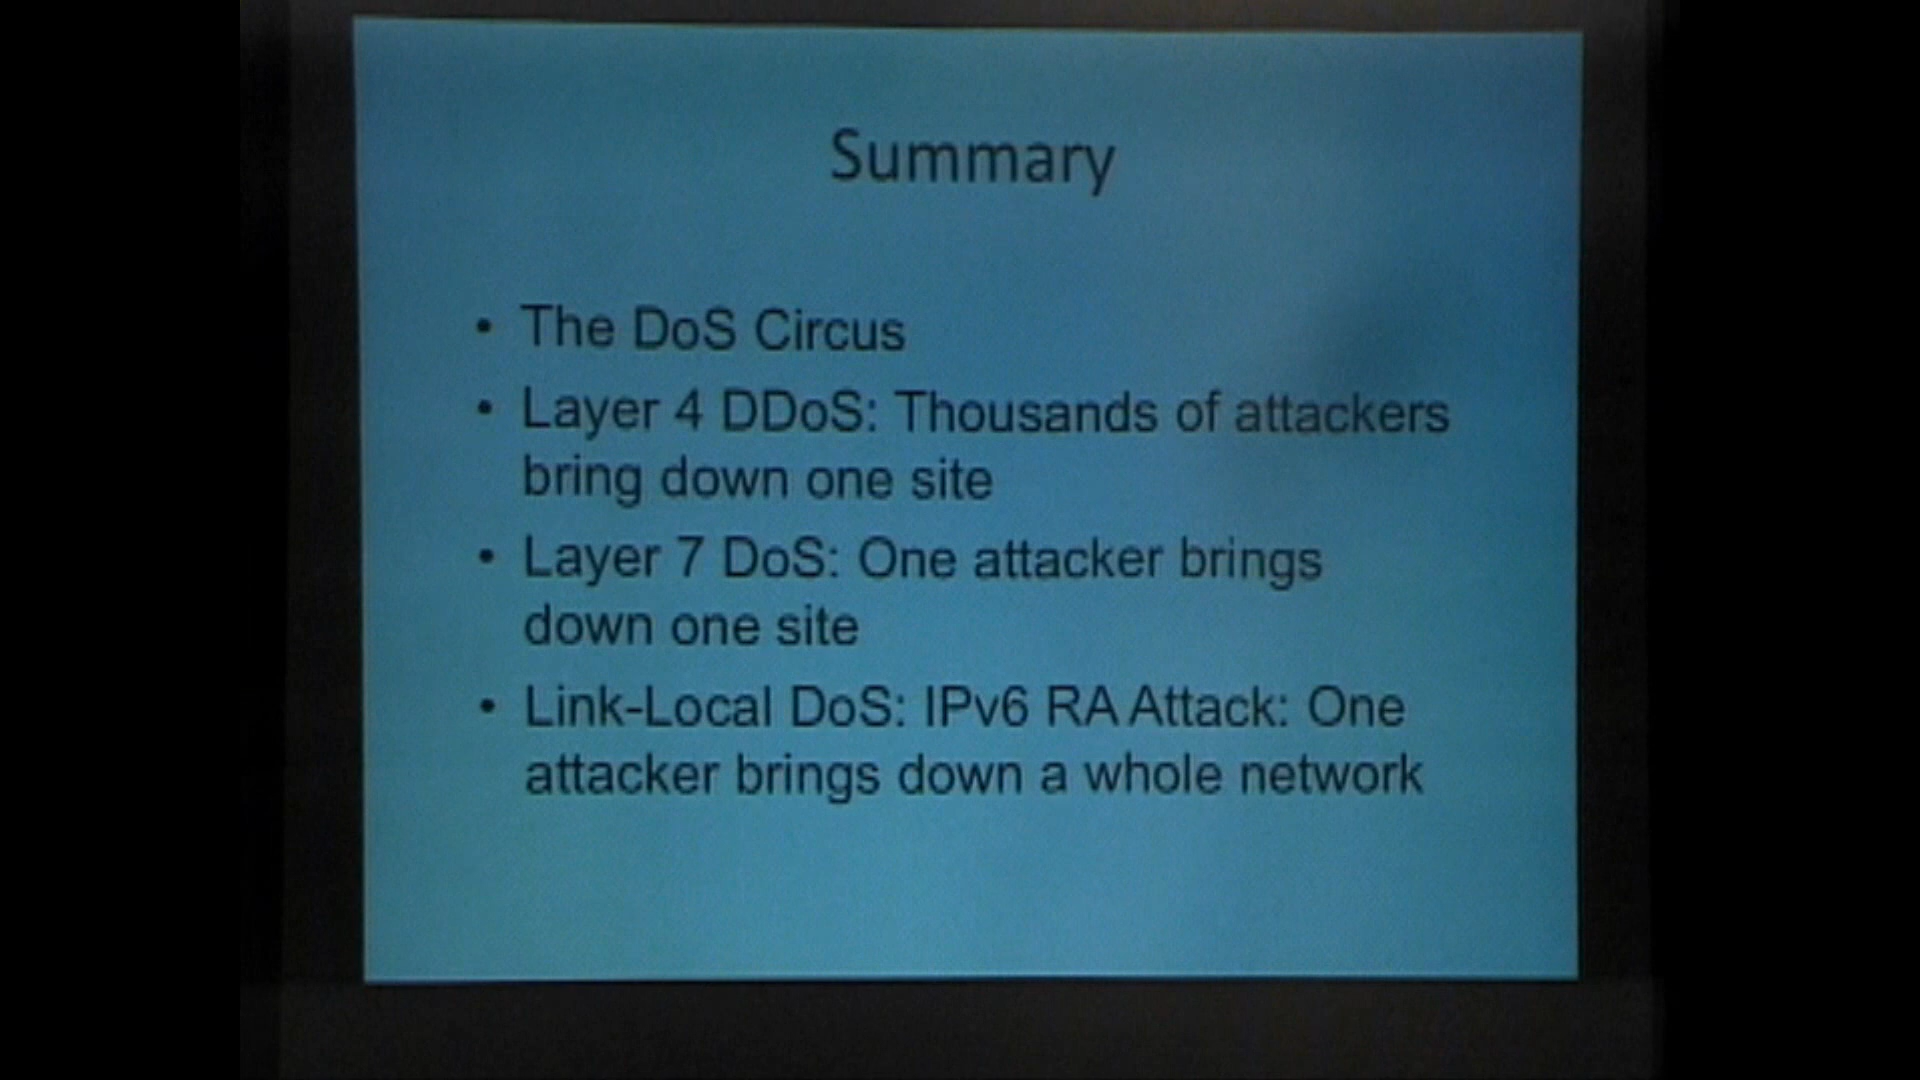 Summary
• The DoS Circus
• Layer 4 DDoS: Thousands of attackers
bring down one site
• Layer 7 DoS: One attacker brings
down one site
• Link-Local DoS: IPv6 RA Attack: One
attacker brings down a whole network